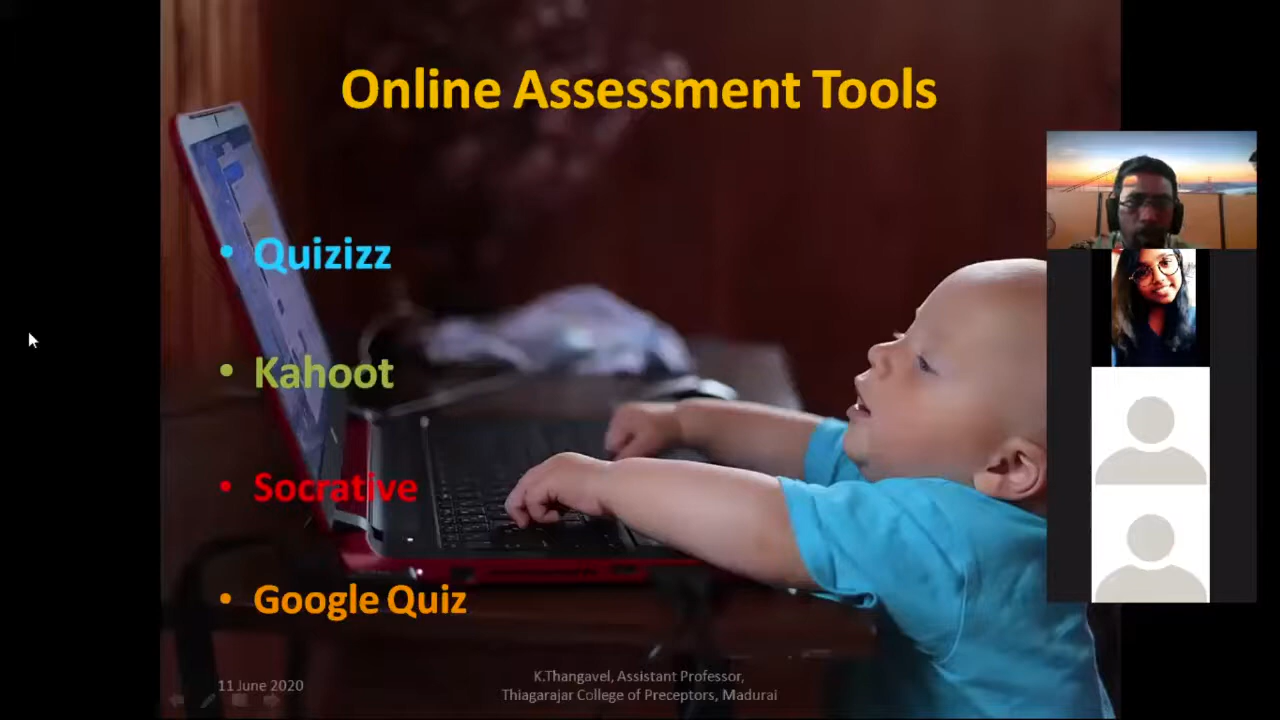 Online Assessment Tools
• Quizizz
• Kahoot
• Socrative
• Google Quiz
11 June 2020
K.Thangavel, Assistant Professor,
Thiagarajar College of Preceptors, Madurai